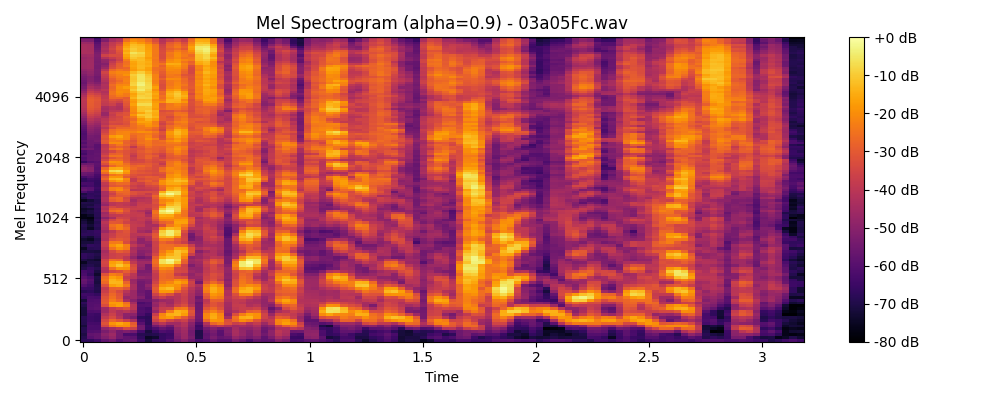 Mel Spectrogram (alpha=0.9) - 03a05Fc.wav
Mel Frequency
4096
2048
1024
512
0
0
0.5
1
1.5
2
2.5
3
Time
+0 dB
-10 dB
-20 dB
-30 dB
-40 dB
-50 dB
-60 dB
-70 dB
-80 dB